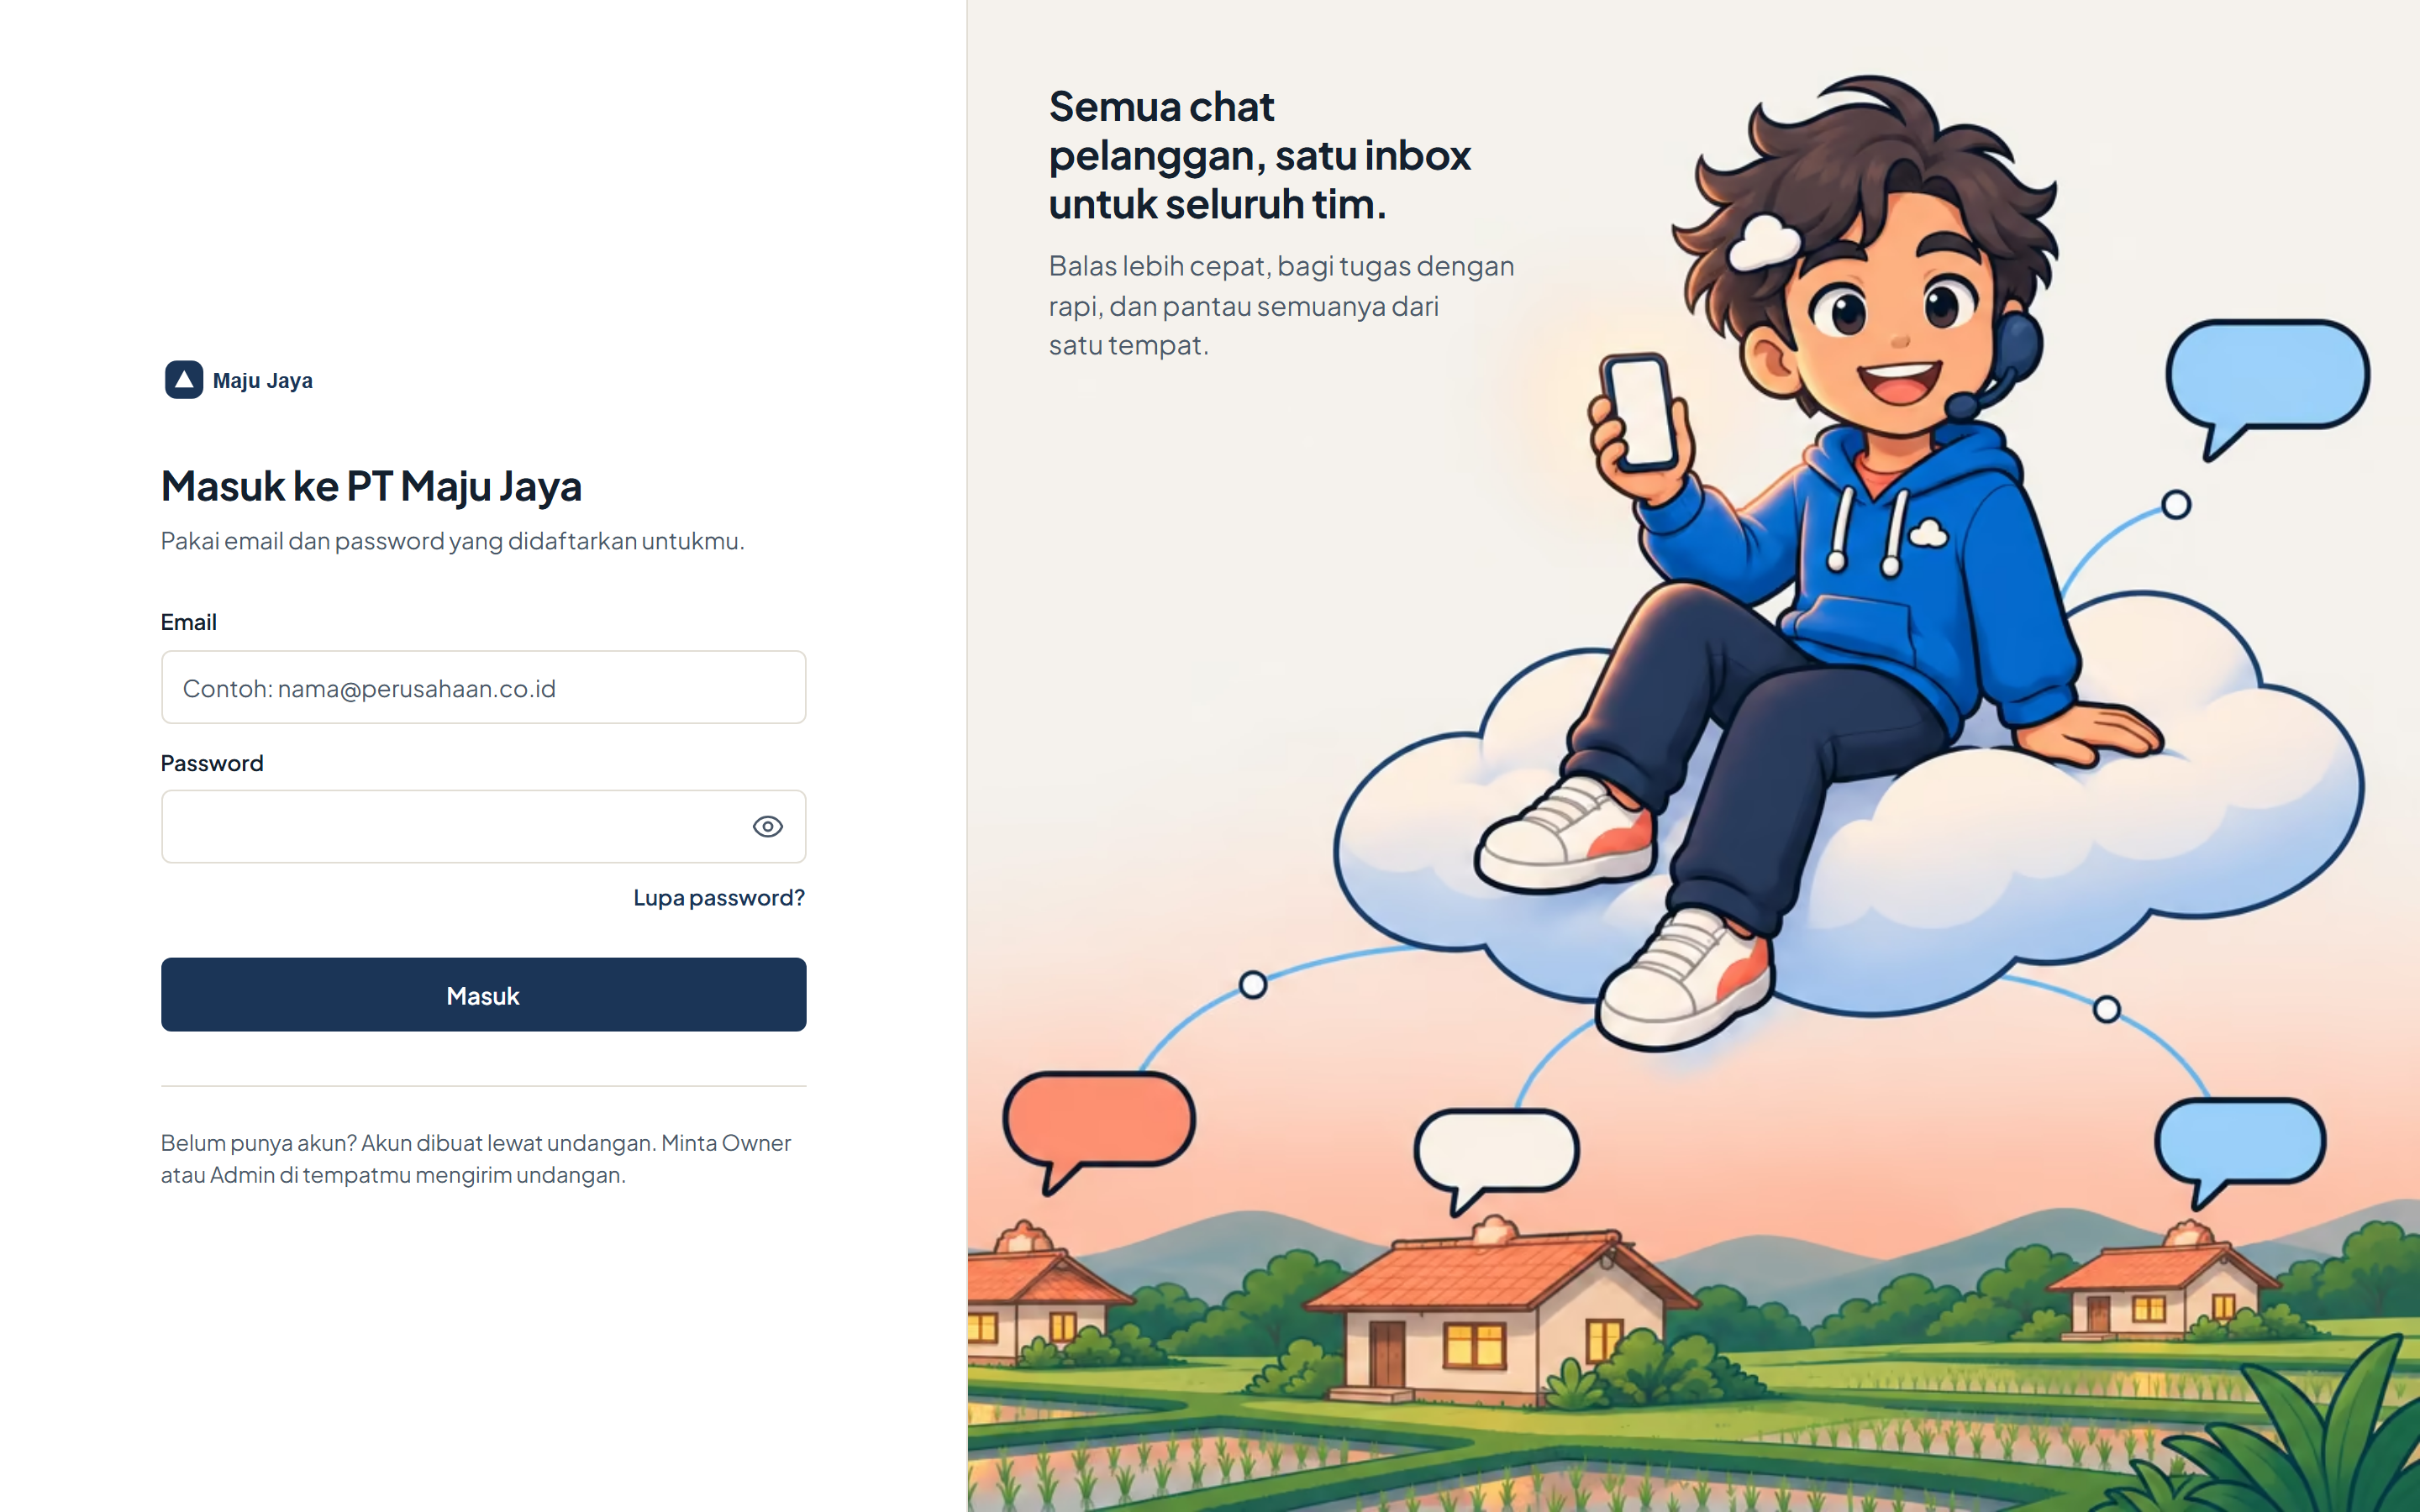 Maju Jaya
Masuk ke PT Maju Jaya
Pakai email dan password yang didaftarkan untukmu.
Email
Contoh: nama@perusahaan.co.id
Password
Lupa password?
Masuk
Belum punya akun? Akun dibuat lewat undangan. Minta Owner
atau Admin di tempatmu mengirim undangan.
Semua chat
pelanggan, satu inbox
untuk seluruh tim.
Balas lebih cepat, bagi tugas dengan
rapi, dan pantau semuanya dari
satu tempat.